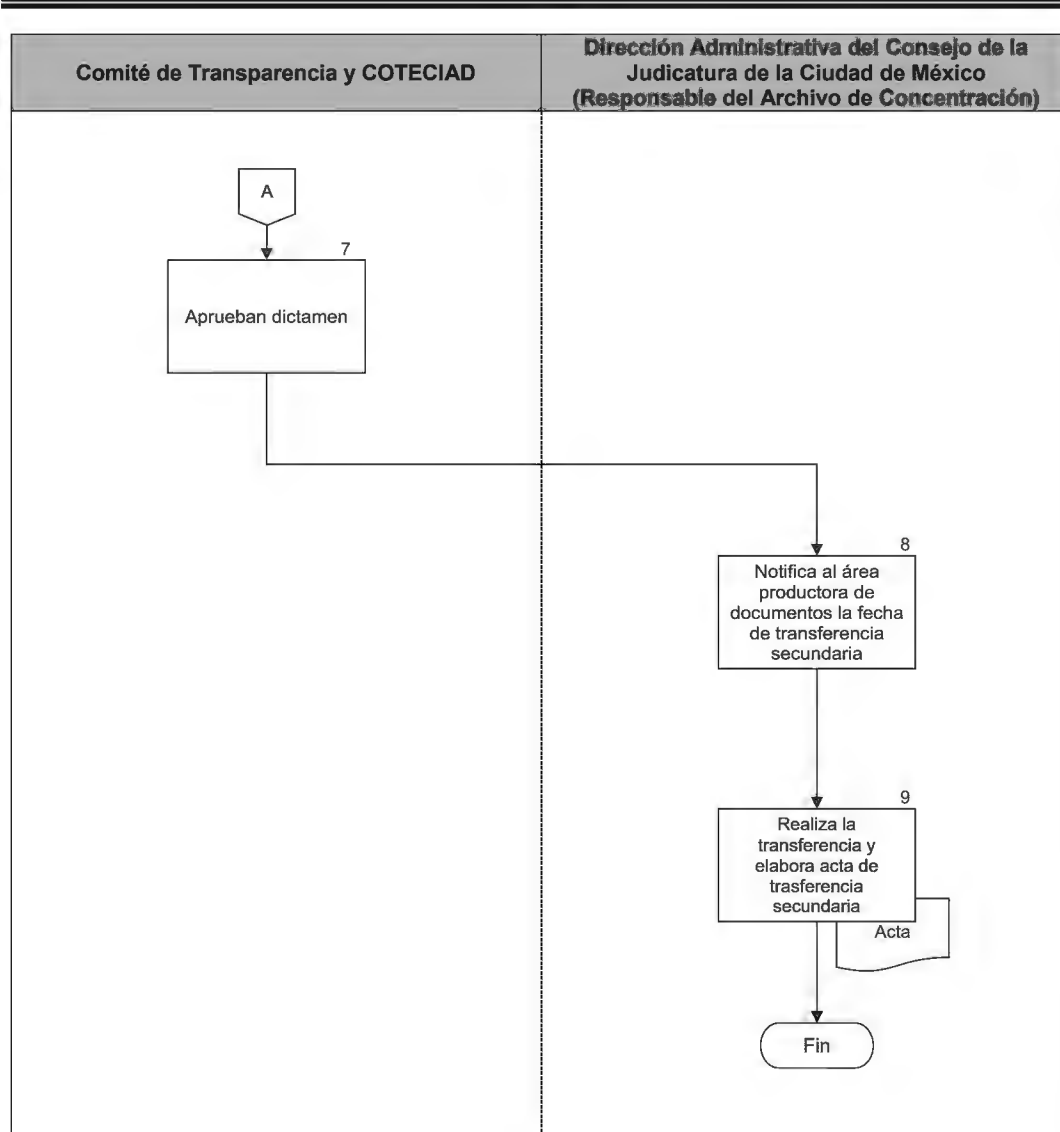 Comité de Transparencia y COTECIAD
Dirección Administrativa del Consejo de la
Judicatura de la Ciudad de México
(Responsable del Archivo de Concentración)
A
7
Aprueban dictamen
8
Notifica al área
productora de
documentos la fecha
de transferencia
secundaria
9
Realiza la
transferencia y
elabora acta de
trasferencia
secundaria
Acta
Fin